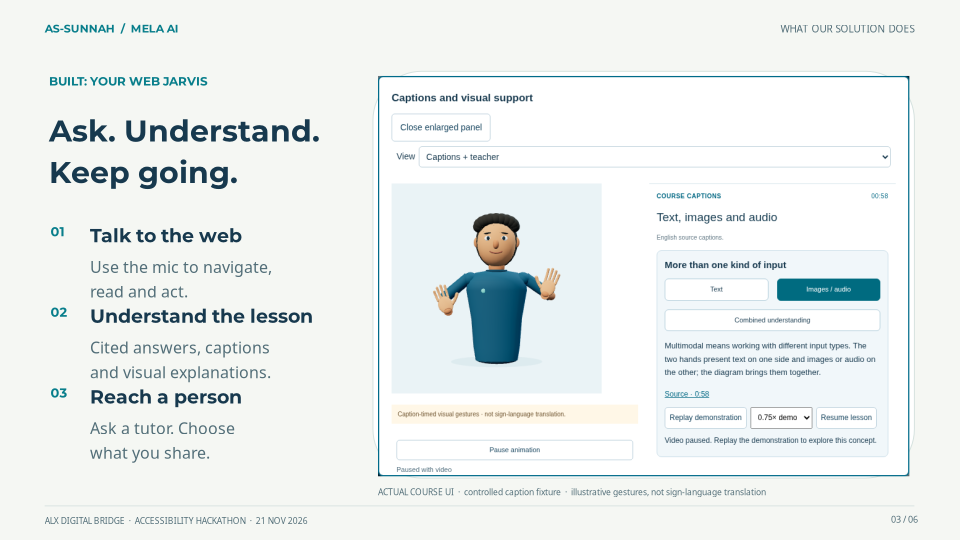 AS-SUNNAH / MELA AI
WHAT OUR SOLUTION DOES
BUILT: YOUR WEB JARVIS
Ask. Understand.
Keep going.
01
Talk to the web
Use the mic to navigate,
read and act.
02
Understand the lesson
Cited answers, captions
and visual explanations.
03
Reach a person
Ask a tutor. Choose
what you share.
Captions and visual support
Close enlarged panel
View
Captions + teacher
Caption-timed visual gestures · not sign-language translation.
Pause animation
Paused with video
COURSE CAPTIONS
00:58
Text, images and audio
English source captions.
More than one kind of input
Text
Images / audio
Combined understanding
Multimodal means working with different input types. The
two hands present text on one side and images or audio on
the other; the diagram brings them together.
Source · 0:58
Replay demonstration
0.75× demo
Resume lesson
Video paused. Replay the demonstration to explore this concept.
ACTUAL COURSE UI · controlled caption fixture · illustrative gestures, not sign-language translation
ALX DIGITAL BRIDGE · ACCESSIBILITY HACKATHON · 21 NOV 2026
03 / 06